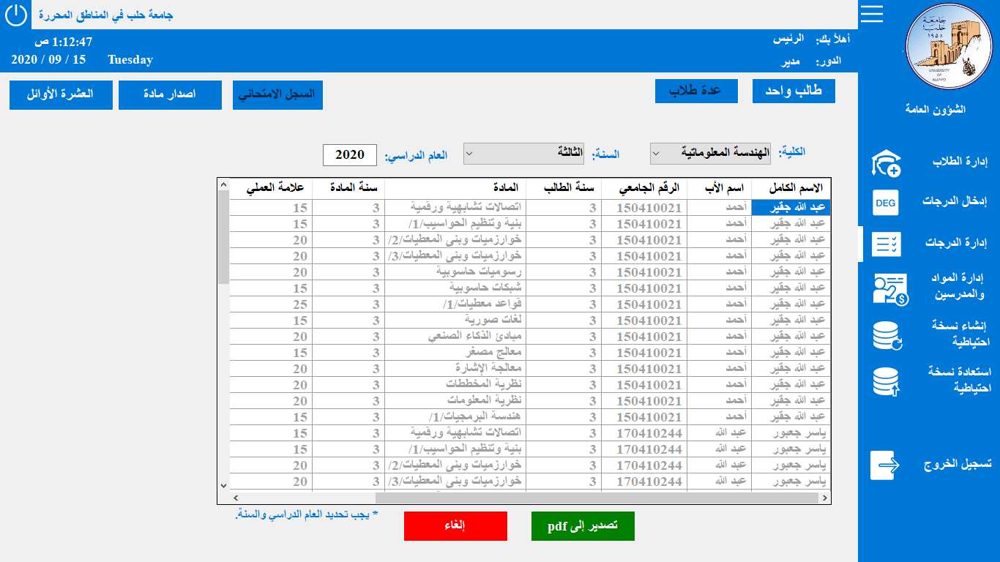 جامعة حلب في المناطق المحررة
أهلاً بك: الرئيس
الدور: مدير
1:12:47 ص
Tuesday 2020 / 09 / 15
جامعة حلب
١٩٥٨
UNIVERSITY
OF
ALEPPO
الشؤون العامة
إدارة الطلاب
DEG
إدخال الدرجات
إدارة الدرجات
إدارة المواد
والمدرسين
$
إنشاء نسخة
احتياطية
استعادة نسخة
احتياطية
تسجيل الخروج
طالب واحد عدة طلاب السجل الامتحاني اصدار مادة العشرة الأوائل
الكلية: الهندسة المعلوماتية السنة: الثالثة العام الدراسي: 2020
الاسم الكامل اسم الأب الرقم الجامعي سنة الطالب المادة سنة المادة علامة العملي
عبد الله جقير أحمد 150410021 3 اتصالات تشابهية ورقمية 3 15
عبد الله جقير أحمد 150410021 3 بنية وتنظيم الحواسيب/1/ 3 15
عبد الله جقير أحمد 150410021 3 خوارزميات وبنى المعطيات/2/ 3 20
عبد الله جقير أحمد 150410021 3 خوارزميات وبنى المعطيات/3/ 3 20
عبد الله جقير أحمد 150410021 3 رسوميات حاسوبية 3 20
عبد الله جقير أحمد 150410021 3 شبكات حاسوبية 3 15
عبد الله جقير أحمد 150410021 3 قواعد معطيات/1/ 3 25
عبد الله جقير أحمد 150410021 3 لغات صورية 3 15
عبد الله جقير أحمد 150410021 3 مبادئ الذكاء الصنعي 3 20
عبد الله جقير أحمد 150410021 3 معالج مصغر 3 15
عبد الله جقير أحمد 150410021 3 معالجة الإشارة 3 20
عبد الله جقير أحمد 150410021 3 نظرية المخططات 3 20
عبد الله جقير أحمد 150410021 3 نظرية المعلومات 3 20
عبد الله جقير أحمد 150410021 3 هندسة البرمجيات/1/ 3 15
ياسر جعبور عبد الله 170410244 3 اتصالات تشابهية ورقمية 3 15
ياسر جعبور عبد الله 170410244 3 بنية وتنظيم الحواسيب/1/ 3 15
ياسر جعبور عبد الله 170410244 3 خوارزميات وبنى المعطيات/2/ 3 20
ياسر جعبور عبد الله 170410244 3 خوارزميات وبنى المعطيات/3/ 3 20
* يجب تحديد العام الدراسي والسنة.
تصدير إلى pdf إلغاء